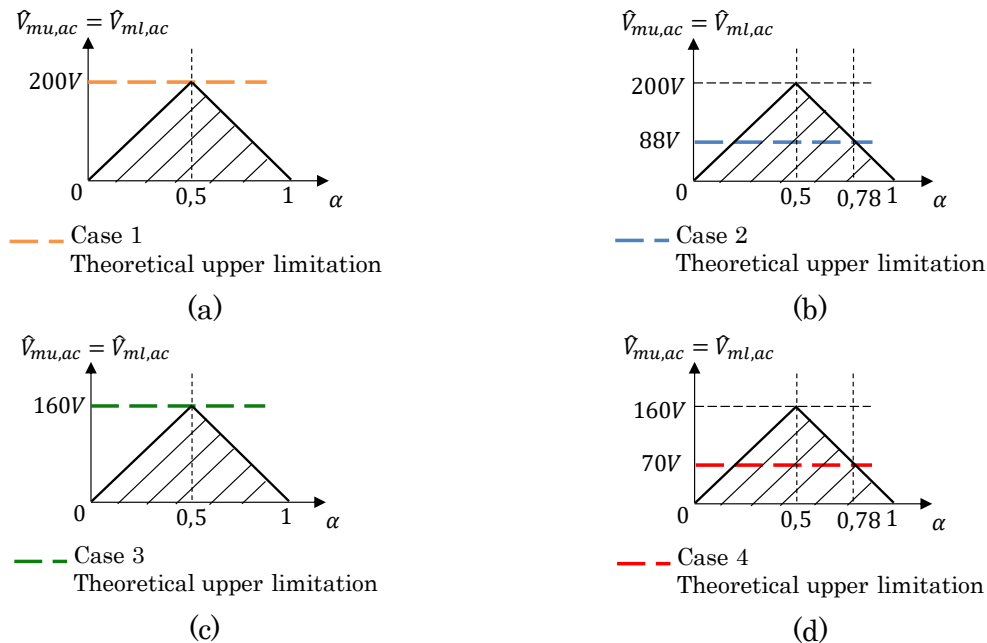 V̂mu,ac = V̂ml,ac
200V
0
0,5
1
α
Case 1
Theoretical upper limitation
(a)
V̂mu,ac = V̂ml,ac
200V
88V
0
0,5
0,78
1
α
Case 2
Theoretical upper limitation
(b)
V̂mu,ac = V̂ml,ac
160V
0
0,5
1
α
Case 3
Theoretical upper limitation
(c)
V̂mu,ac = V̂ml,ac
160V
70V
0
0,5
0,78
1
α
Case 4
Theoretical upper limitation
(d)